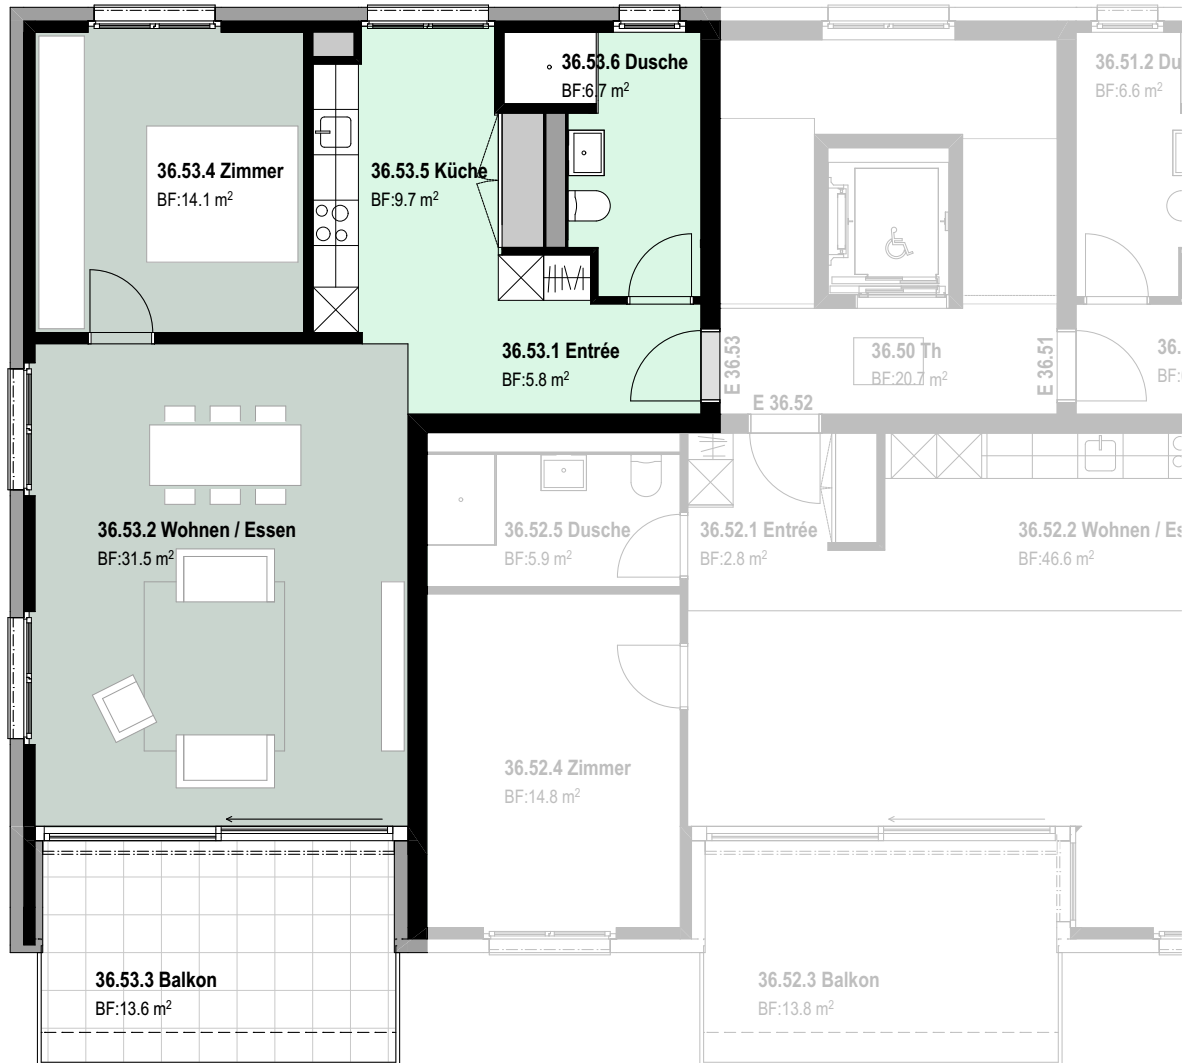 36.53.6 Dusche
BF:6.7 m²
36.51.2 Du
BF:6.6 m²
36.53.4 Zimmer
BF:14.1 m²
36.53.5 Küche
BF:9.7 m²
36.53.1 Entrée
BF:5.8 m²
E 36.53
36.50 Th
BF:20.7 m²
E 36.51
36.
BF:
E 36.52
36.53.2 Wohnen / Essen
BF:31.5 m²
36.52.5 Dusche
BF:5.9 m²
36.52.1 Entrée
BF:2.8 m²
36.52.2 Wohnen / Es
BF:46.6 m²
36.52.4 Zimmer
BF:14.8 m²
36.53.3 Balkon
BF:13.6 m²
36.52.3 Balkon
BF:13.8 m²